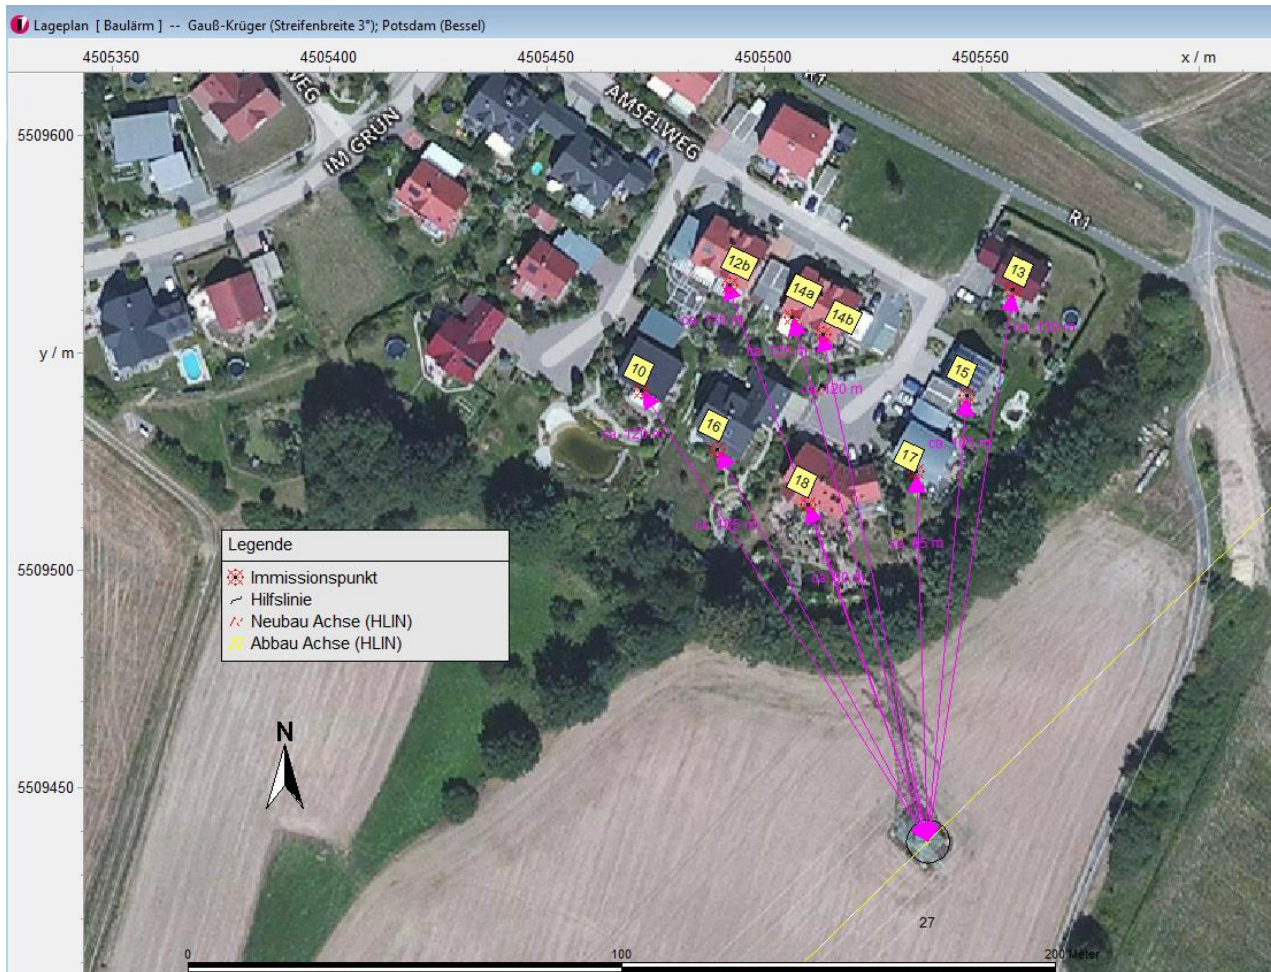 Lageplan [ Baulärm ] -- Gauß-Krüger (Streifenbreite 3°); Potsdam (Bessel)
4505350 4505400 4505450 4505500 4505550 x / m
5509600
WEG
IM GRÜN
AMSELWEG
R1
R1
12b
14a
14b
13
y / m
10
ca. 120 m
15
16
17
18
Legende
Immissionspunkt
Hilfslinie
Neubau Achse (HLIN)
Abbau Achse (HLIN)
5509500
N
5509450
27
0 100 200 Meter